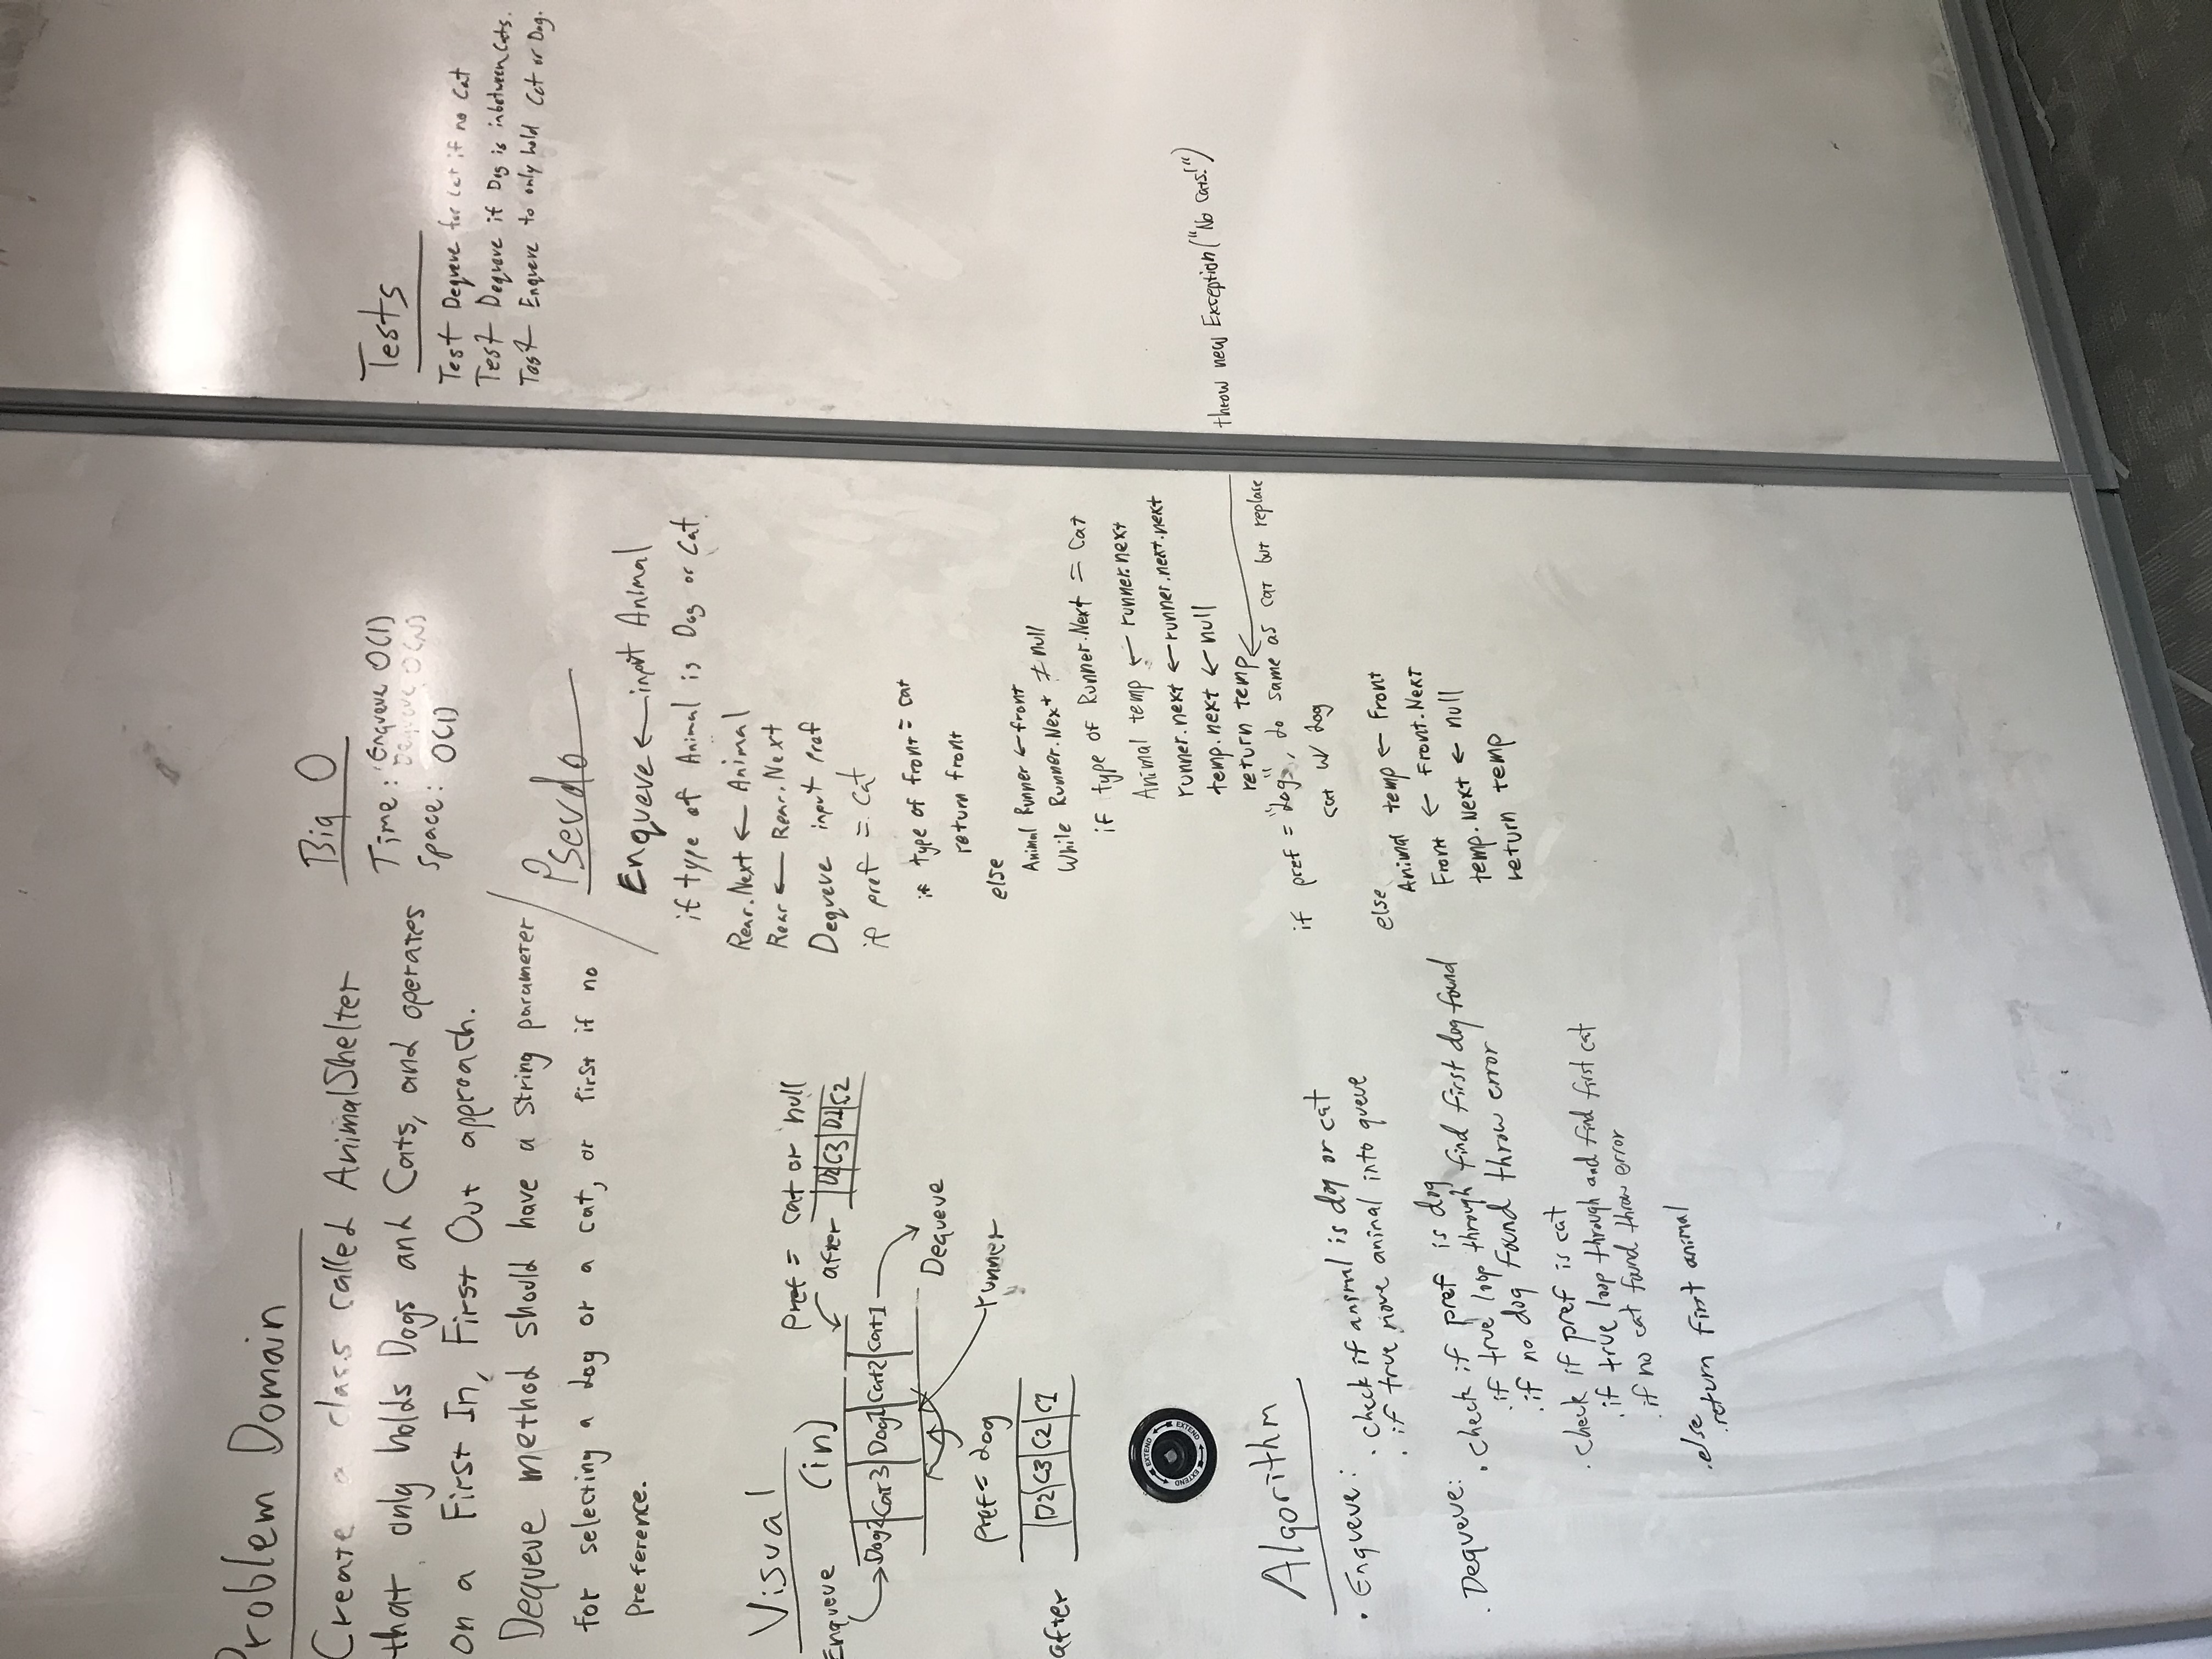 Problem Domain
Create a class called AnimalShelter
that only holds Dogs and Cats, and operates
on a First In, First Out approach.
Dequeue method should have a string parameter
for selecting a dog or a cat, or first if no
preference.
Visual
(in)
Enqueue
pref = cat or null
after D2 C3 D1 C2
Dog2 Cat3 Dog1 Cat2 Cat1
Dequeue
pref = dog
runner
after D2 C3 C2 C1
EXTEND EXTEND EXTEND
Algorithm
• Enqueue:
• check if animal is dog or cat
• if true move animal into queue
• Dequeue:
• check if pref is dog
• if true loop through find first dog found
• if no dog found throw error
• check if pref is cat
• if true loop through and find first cat
• if no cat found throw error
• else
• return first animal
Big O
Time: Enqueue O(1)
Dequeue O(N)
Space: O(1)
Pseudo
Enqueue ← input Animal
if type of Animal is Dog or Cat
Rear.Next ← Animal
Rear ← Rear.Next
Dequeue input pref
if pref = cat
if type of front = cat
return front
else
Animal Runner ← front
While Runner.Next ≠ null
if type of Runner.Next = cat
Animal temp ← runner.next
runner.next ← runner.next.next
temp.next ← null
return temp
throw new Exception("No cats!")
if pref = "dog", do same as cat but replace
cat w/ dog
else
Animal temp ← Front
Front ← Front.Next
temp.Next ← null
return temp
Tests
Test Dequeue for cat if no cat
Test Dequeue if Dog is inbetween Cats.
Test Enqueue to only hold Cat or Dog.